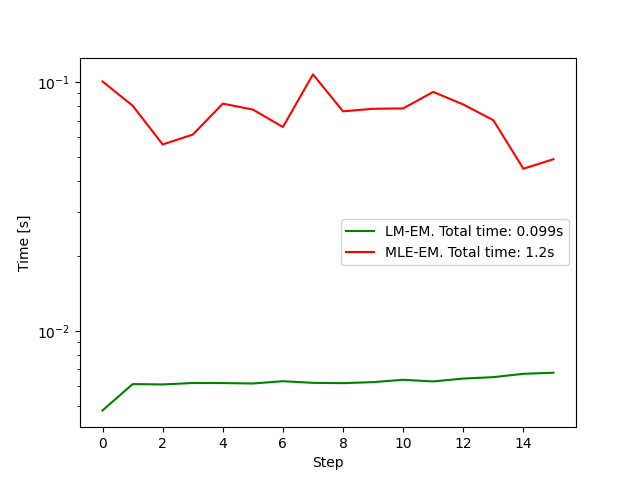 10⁻¹
10⁻²
Time [s]
LM-EM. Total time: 0.099s
MLE-EM. Total time: 1.2s
0 2 4 6 8 10 12 14
Step